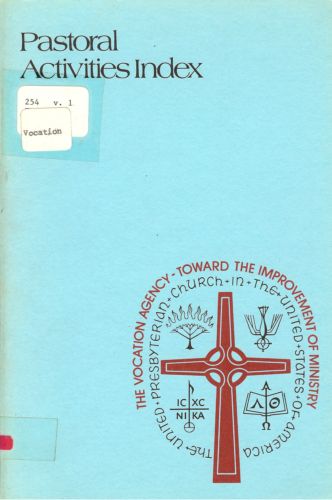 Pastoral
Activities Index
254 v. 1
Vocation
THE VOCATION AGENCY-TOWARD THE IMPROVEMENT OF MINISTRY
THE • UNITED • PRESBYTERIAN • CHURCH • IN • THE • UNITED • STATES • OF • AMERICA •
IC XC
NI KA
Λ Θ